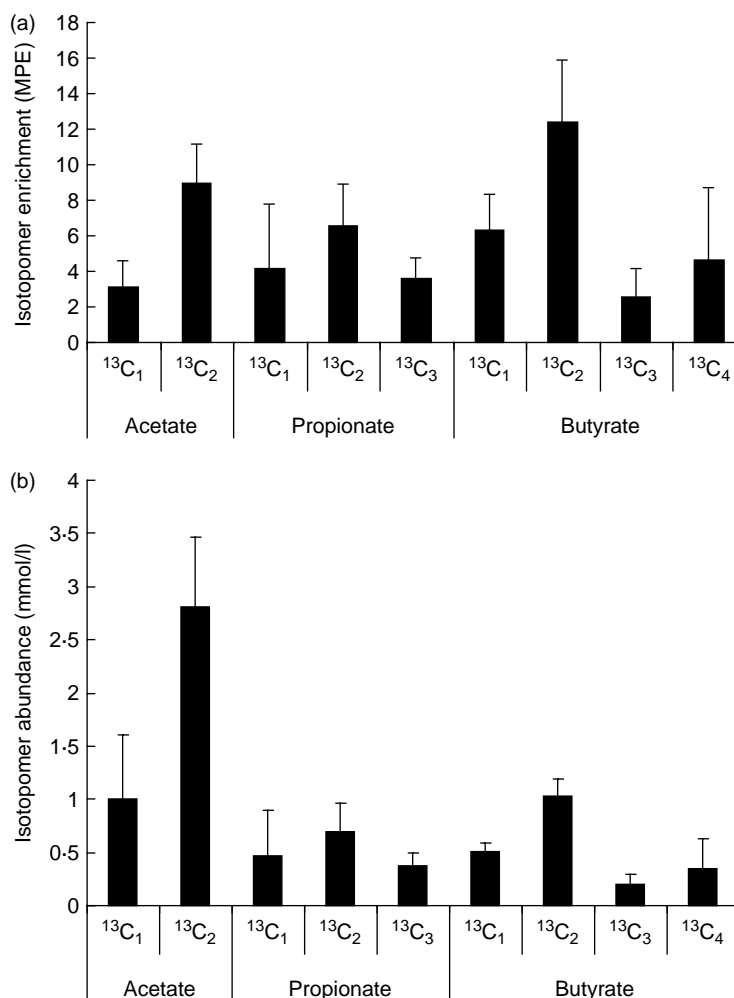 (a)
Isotopomer enrichment (MPE)
18
16
14
12
10
8
6
4
2
0
¹³C₁ ¹³C₂ ¹³C₁ ¹³C₂ ¹³C₃ ¹³C₁ ¹³C₂ ¹³C₃ ¹³C₄
Acetate Propionate Butyrate
(b)
Isotopomer abundance (mmol/l)
4
3·5
3
2·5
2
1·5
1
0·5
0
¹³C₁ ¹³C₂ ¹³C₁ ¹³C₂ ¹³C₃ ¹³C₁ ¹³C₂ ¹³C₃ ¹³C₄
Acetate Propionate Butyrate